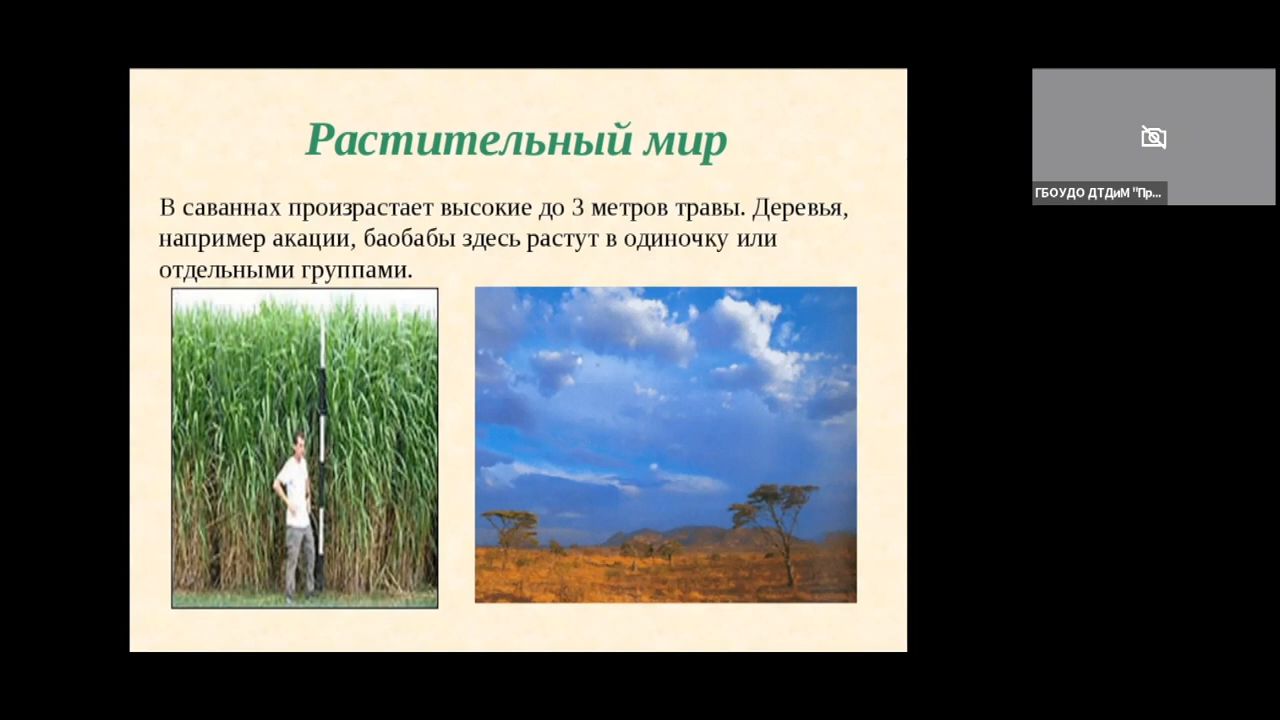 Растительный мир
В саваннах произрастает высокие до 3 метров травы. Деревья,
например акации, баобабы здесь растут в одиночку или
отдельными группами.
ГБОУДО ДТДиМ "Пр...